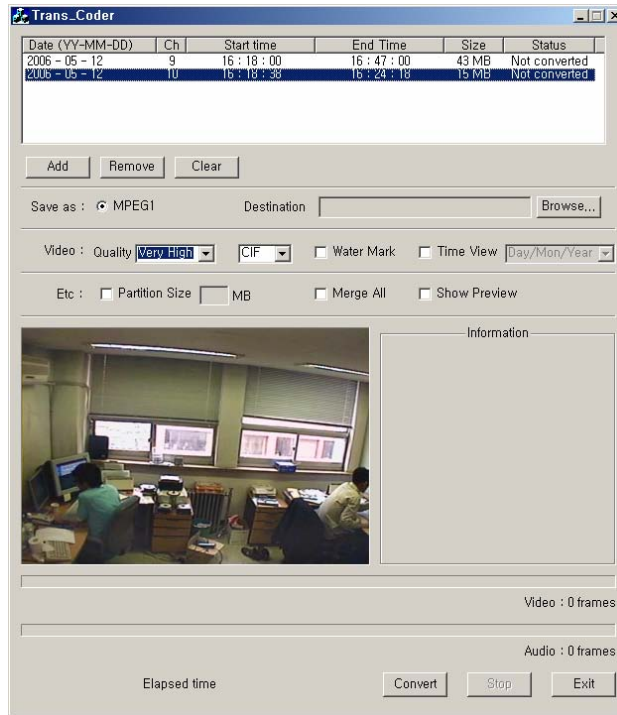 Trans_Coder
Date (YY-MM-DD) Ch Start time End Time Size Status
2006 - 05 - 12 9 16 : 18 : 00 16 : 47 : 00 43 MB Not converted
2006 - 05 - 12 10 16 : 18 : 38 16 : 24 : 18 15 MB Not converted
Add Remove Clear
Save as : MPEG1 Destination Browse...
Video : Quality Very High CIF Water Mark Time View Day/Mon/Year
Etc : Partition Size MB Merge All Show Preview
Information
Video : 0 frames
Audio : 0 frames
Elapsed time Convert Stop Exit